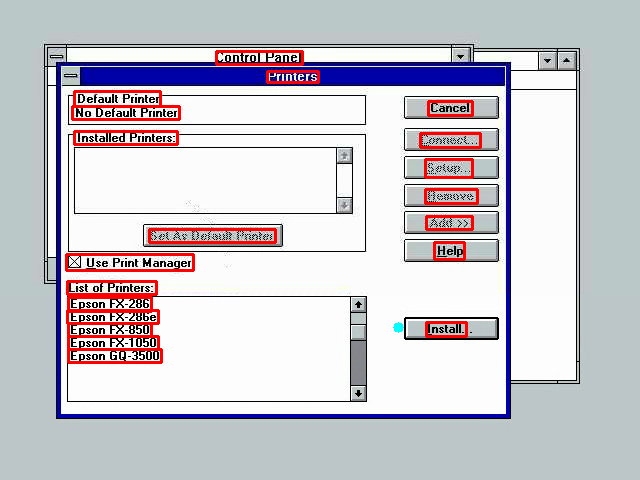 Control Panel
Printers
Default Printer
No Default Printer
Cancel
Installed Printers:
Connect...
Setup...
Remove
Add >>
Set As Default Printer
Help
Use Print Manager
List of Printers:
Epson FX-286
Epson FX-286e
Epson FX-850
Epson FX-1050
Epson GQ-3500
Install...